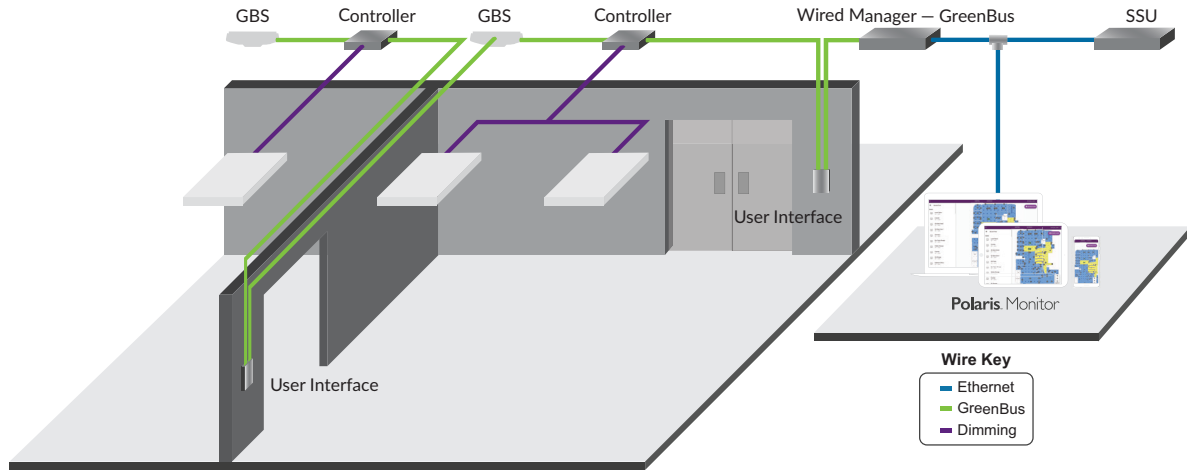 GBS
Controller
GBS
Controller
Wired Manager – GreenBus
SSU
User Interface
User Interface
Polaris Monitor
Wire Key
Ethernet
GreenBus
Dimming